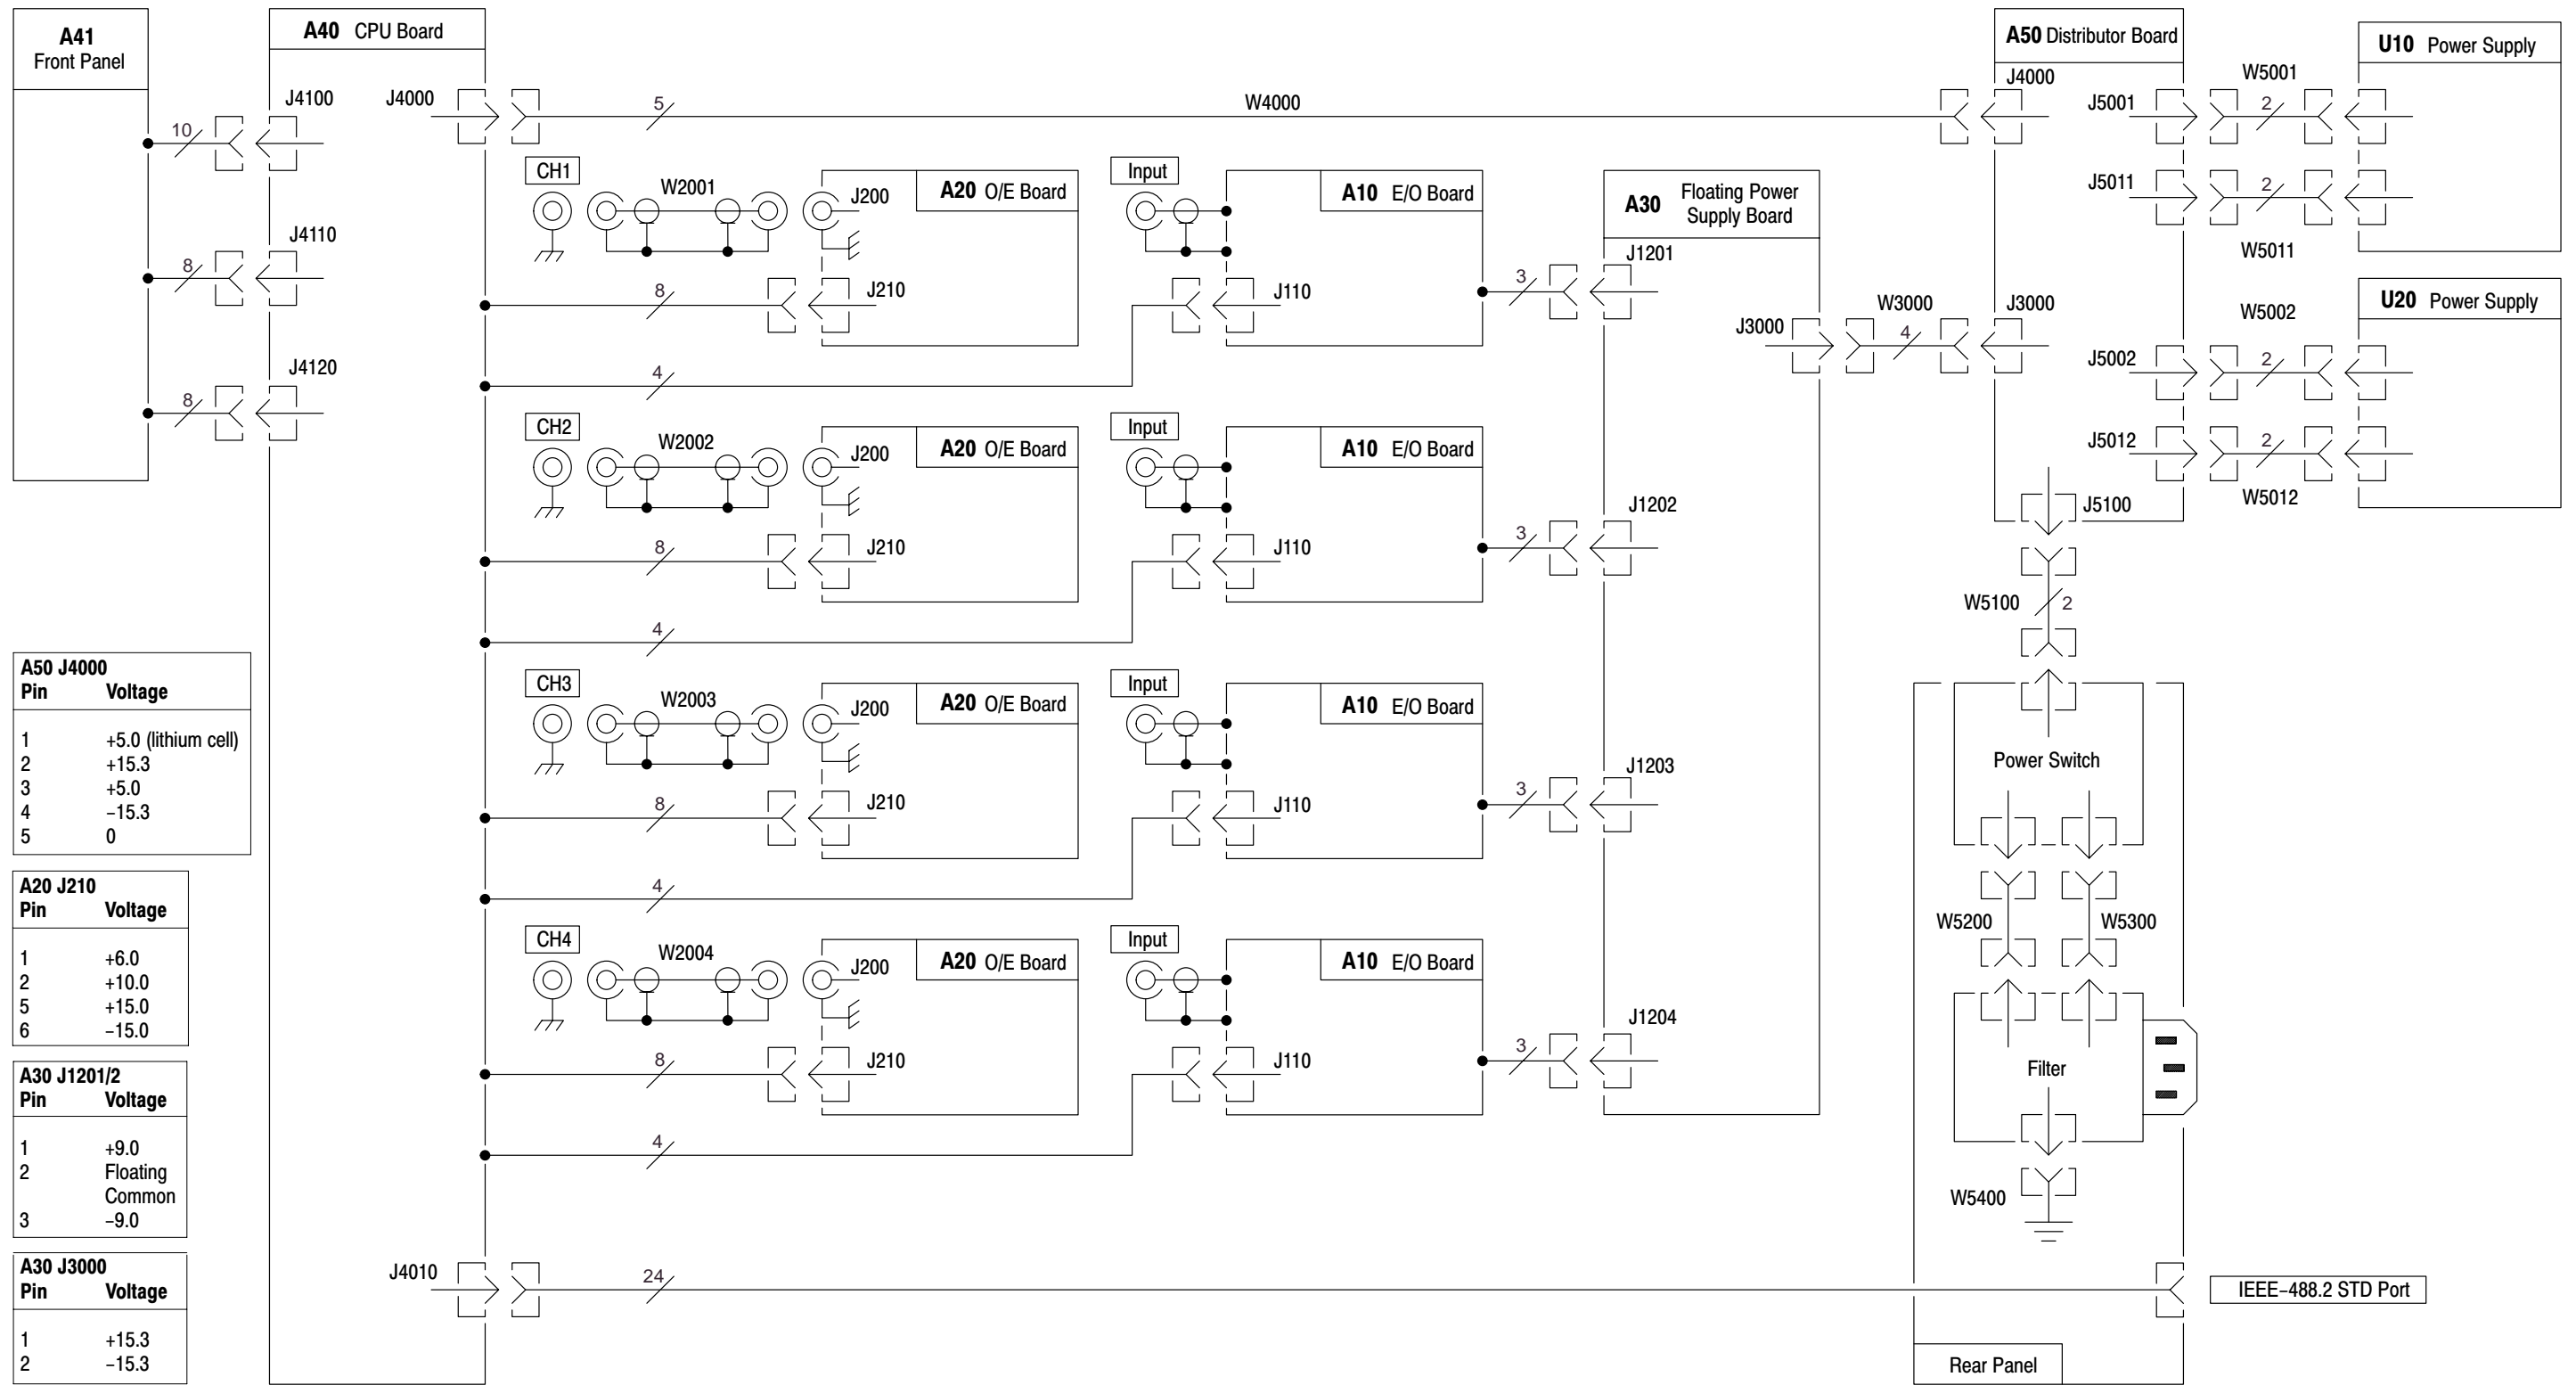 A41
Front Panel
A40 CPU Board
A50 Distributor Board
U10 Power Supply
J4100
J4000
5
W4000
J4000
J5001
W5001
2
10
CH1
W2001
J200
A20 O/E Board
Input
A10 E/O Board
A30 Floating Power
Supply Board
J5011
2
W5011
J4110
8
8
J210
J110
3
J1201
U20 Power Supply
J3000
W3000
4
J3000
W5002
J4120
8
4
J5002
2
CH2
W2002
J200
A20 O/E Board
Input
A10 E/O Board
J5012
2
W5012
J5100
8
J210
J110
3
J1202
W5100
2
4
A50 J4000
Pin Voltage
1 +5.0 (lithium cell)
2 +15.3
3 +5.0
4 −15.3
5 0
CH3
W2003
J200
A20 O/E Board
Input
A10 E/O Board
Power Switch
8
J210
J110
3
J1203
4
A20 J210
Pin Voltage
1 +6.0
2 +10.0
5 +15.0
6 −15.0
W5200
W5300
CH4
W2004
J200
A20 O/E Board
Input
A10 E/O Board
8
J210
J110
3
J1204
Filter
4
A30 J1201/2
Pin Voltage
1 +9.0
2 Floating
Common
3 −9.0
W5400
A30 J3000
Pin Voltage
1 +15.3
2 −15.3
J4010
24
IEEE−488.2 STD Port
Rear Panel